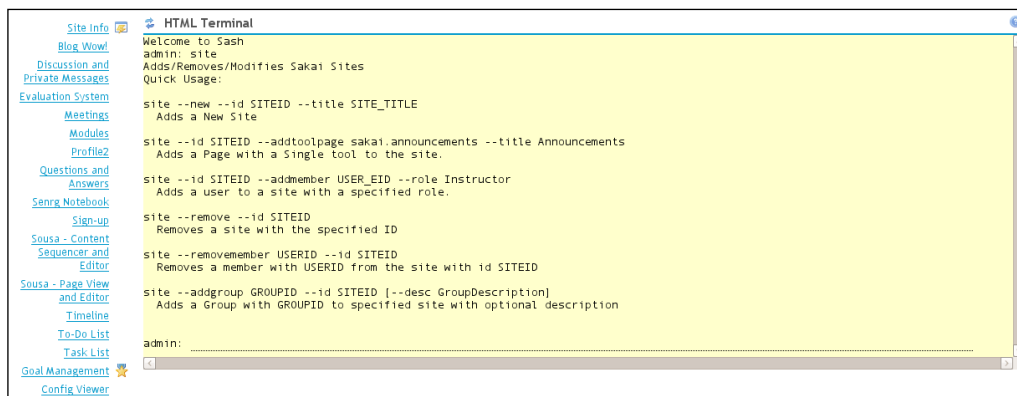 Site Info
Blog Wow!
Discussion and
Private Messages
Evaluation System
Meetings
Modules
Profile2
Questions and
Answers
Senrg Notebook
Sign-up
Sousa - Content
Sequencer and
Editor
Sousa - Page View
and Editor
Timeline
To-Do List
Task List
Goal Management
Config Viewer
HTML Terminal
Welcome to Sash
admin: site
Adds/Removes/Modifies Sakai Sites
Quick Usage:
site --new --id SITEID --title SITE_TITLE
Adds a New Site
site --id SITEID --addtoolpage sakai.announcements --title Announcements
Adds a Page with a Single tool to the site.
site --id SITEID --addmember USER_EID --role Instructor
Adds a user to a site with a specified role.
site --remove --id SITEID
Removes a site with the specified ID
site --removemember USERID --id SITEID
Removes a member with USERID from the site with id SITEID
site --addgroup GROUPID --id SITEID [--desc GroupDescription]
Adds a Group with GROUPID to specified site with optional description
admin: